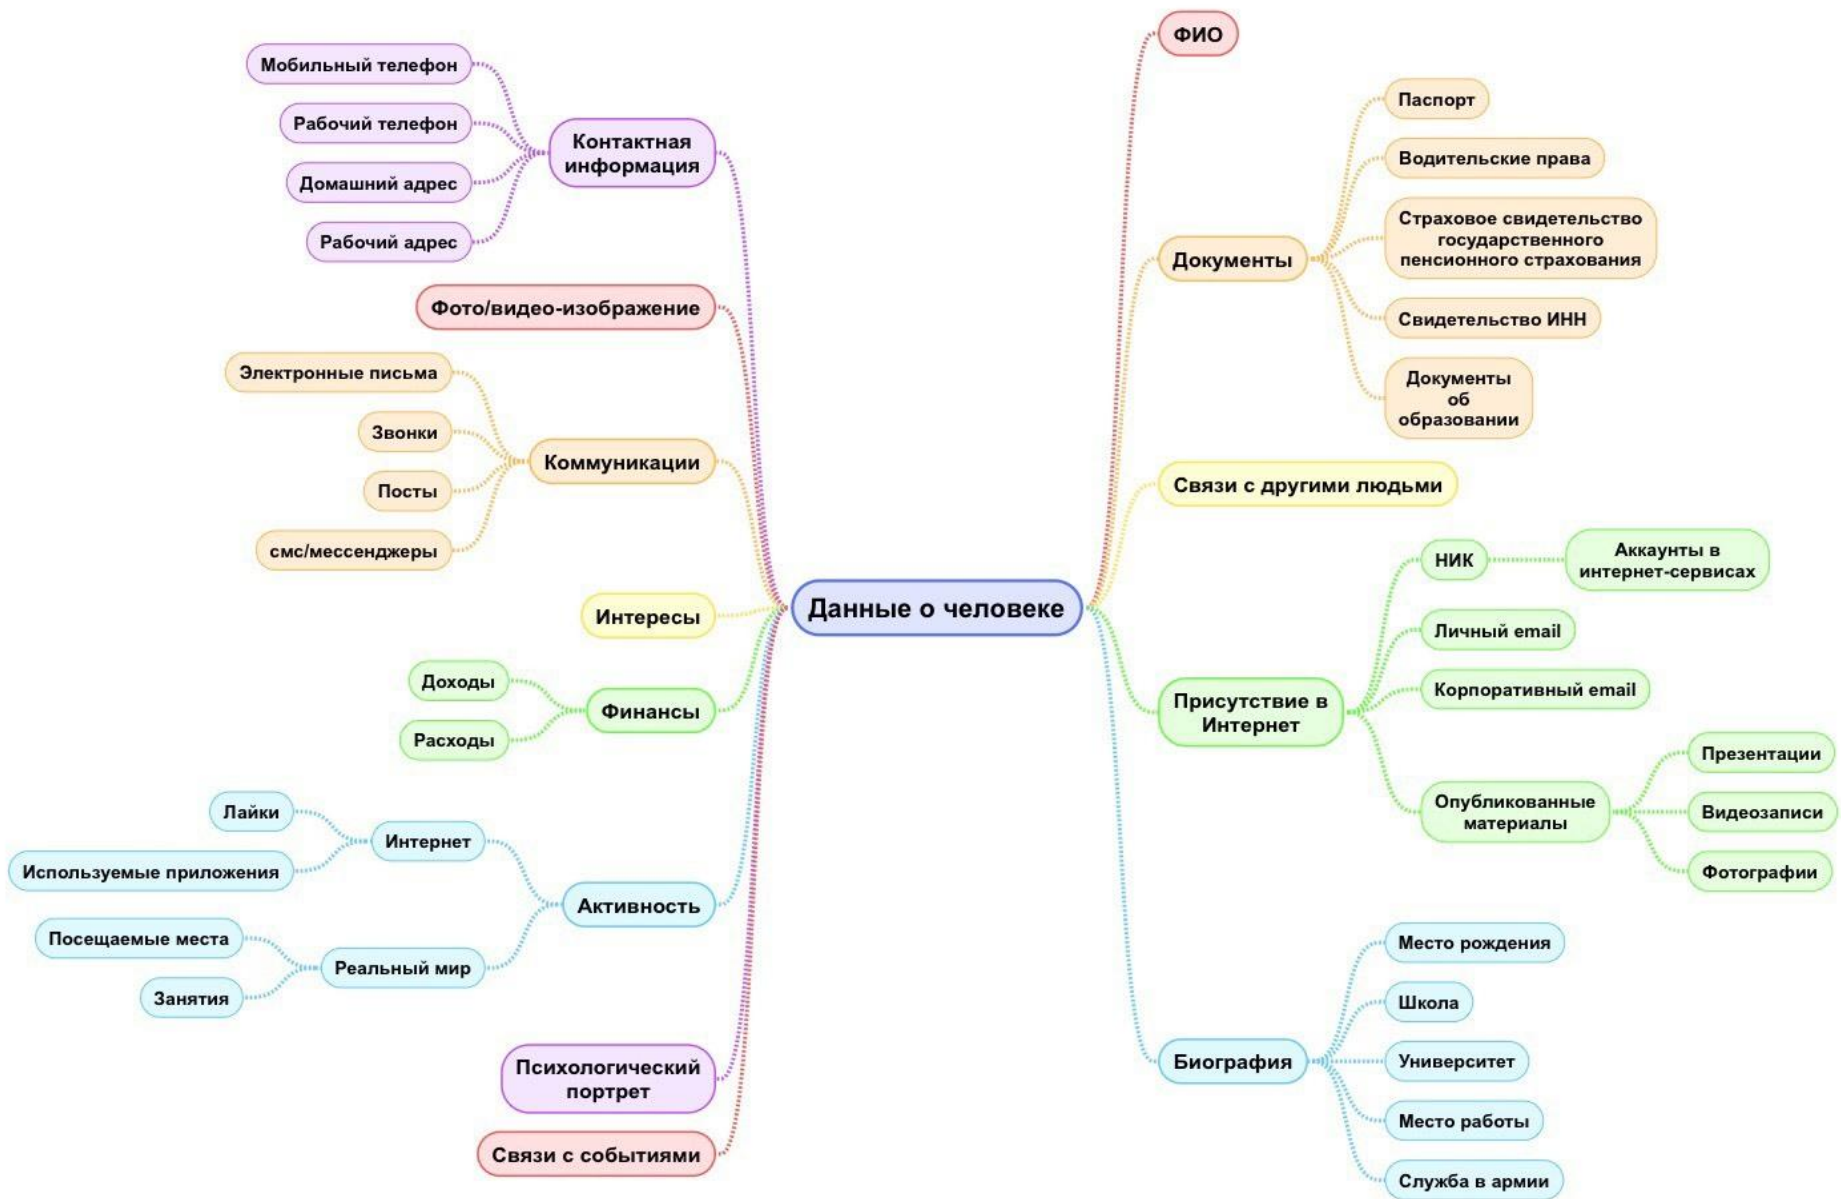 Данные о человеке
Контактная
информация
Мобильный телефон
Рабочий телефон
Домашний адрес
Рабочий адрес
Фото/видео-изображение
Коммуникации
Электронные письма
Звонки
Посты
смс/мессенджеры
Интересы
Финансы
Доходы
Расходы
Активность
Интернет
Лайки
Используемые приложения
Реальный мир
Посещаемые места
Занятия
Психологический
портрет
Связи с событиями
ФИО
Документы
Паспорт
Водительские права
Страховое свидетельство
государственного
пенсионного страхования
Свидетельство ИНН
Документы
об
образовании
Связи с другими людьми
Присутствие в
Интернет
НИК
Аккаунты в
интернет-сервисах
Личный email
Корпоративный email
Опубликованные
материалы
Презентации
Видеозаписи
Фотографии
Биография
Место рождения
Школа
Университет
Место работы
Служба в армии